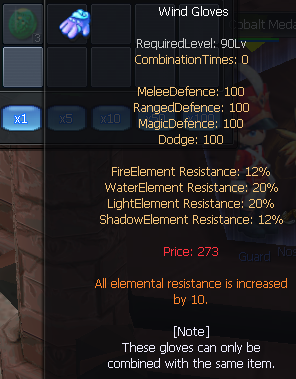 Wind Gloves
RequiredLevel: 90Lv
CombinationTimes: 0
MeleeDefence: 100
RangedDefence: 100
MagicDefence: 100
Dodge: 100
FireElement Resistance: 12%
WaterElement Resistance: 20%
LightElement Resistance: 20%
ShadowElement Resistance: 12%
Price: 273
All elemental resistance is increased
by 10.
[Note]
These gloves can only be
combined with the same item.
3
x1
x5
x10
Guard